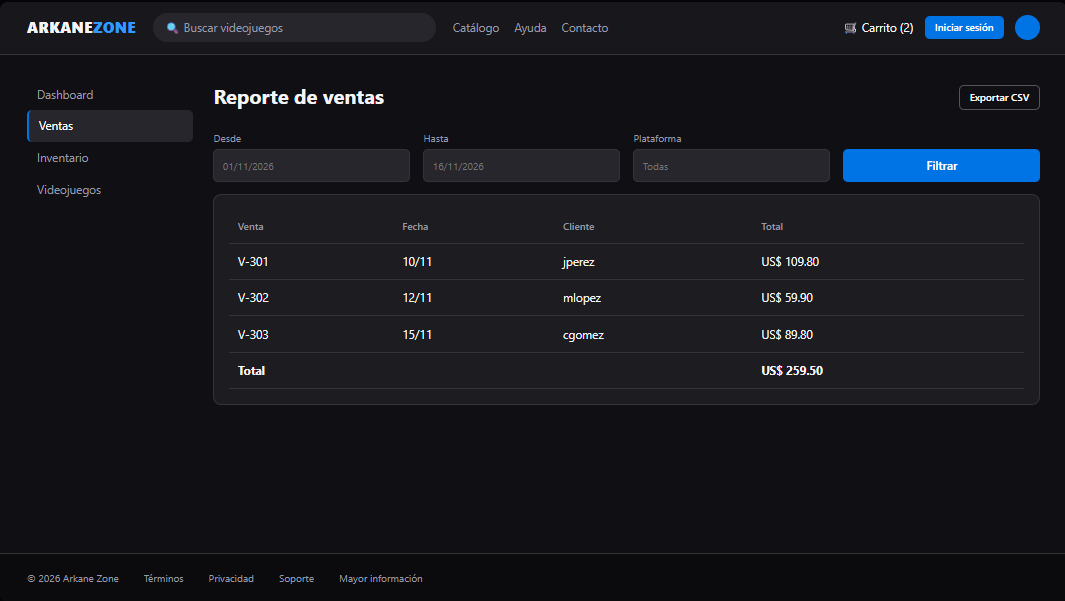 ARKANEZONE
Buscar videojuegos
Catálogo Ayuda Contacto
Carrito (2)
Iniciar sesión
Dashboard
Ventas
Inventario
Videojuegos
Reporte de ventas
Exportar CSV
Desde Hasta Plataforma
01/11/2026 16/11/2026 Todas Filtrar
Venta Fecha Cliente Total
V-301 10/11 jperez US$ 109.80
V-302 12/11 mlopez US$ 59.90
V-303 15/11 cgomez US$ 89.80
Total US$ 259.50
© 2026 Arkane Zone Términos Privacidad Soporte Mayor información